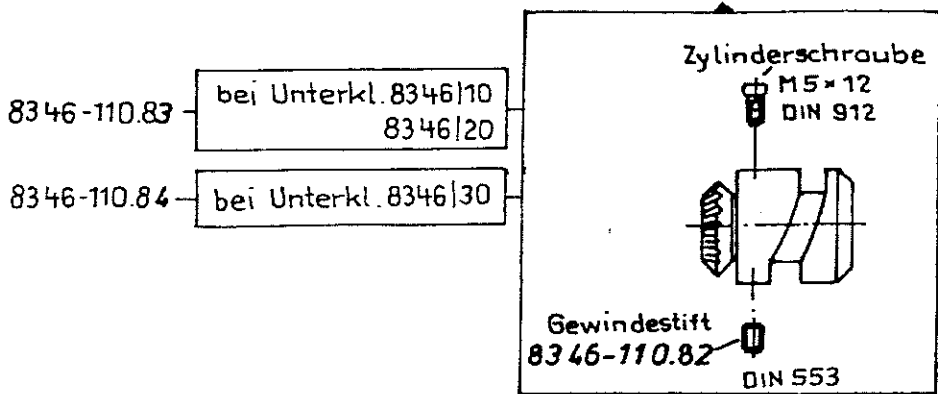 8346-110.83
bei Unterkl. 8346|10
8346|20
8346-110.84
bei Unterkl. 8346|30
Zylinderschraube
M5×12
DIN 912
Gewindestift
8346-110.82
DIN 553